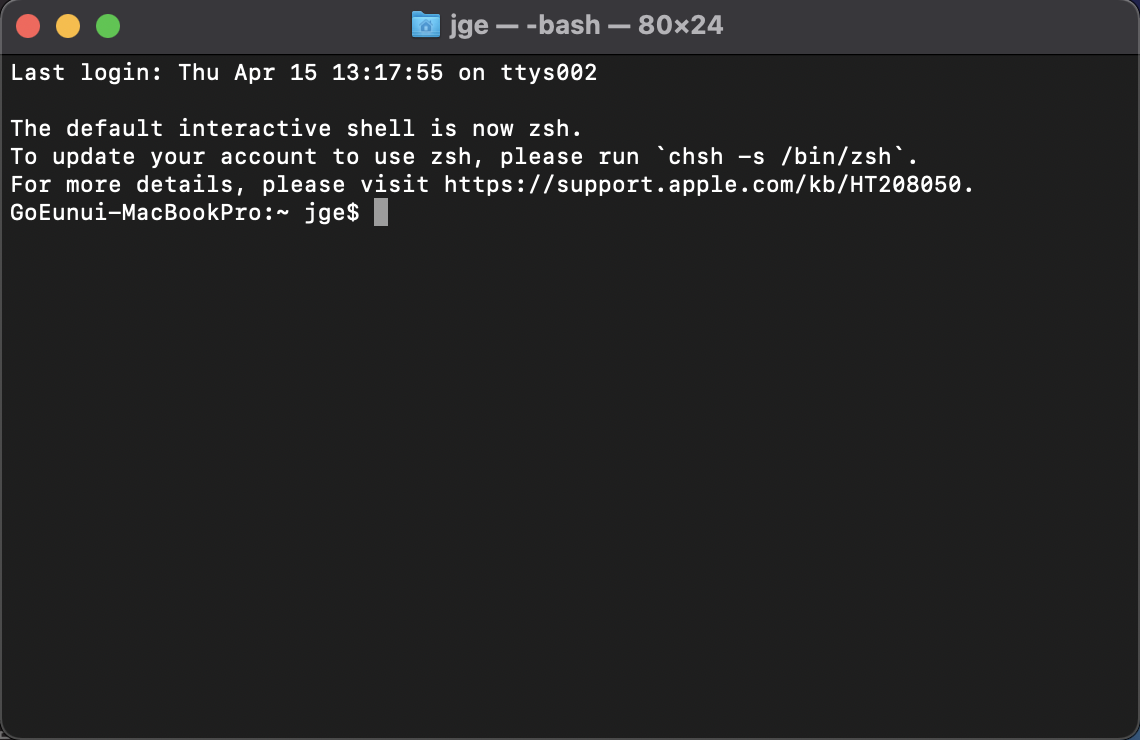 jge — -bash — 80×24
Last login: Thu Apr 15 13:17:55 on ttys002
The default interactive shell is now zsh.
To update your account to use zsh, please run `chsh -s /bin/zsh`.
For more details, please visit https://support.apple.com/kb/HT208050.
GoEunui-MacBookPro:~ jge$